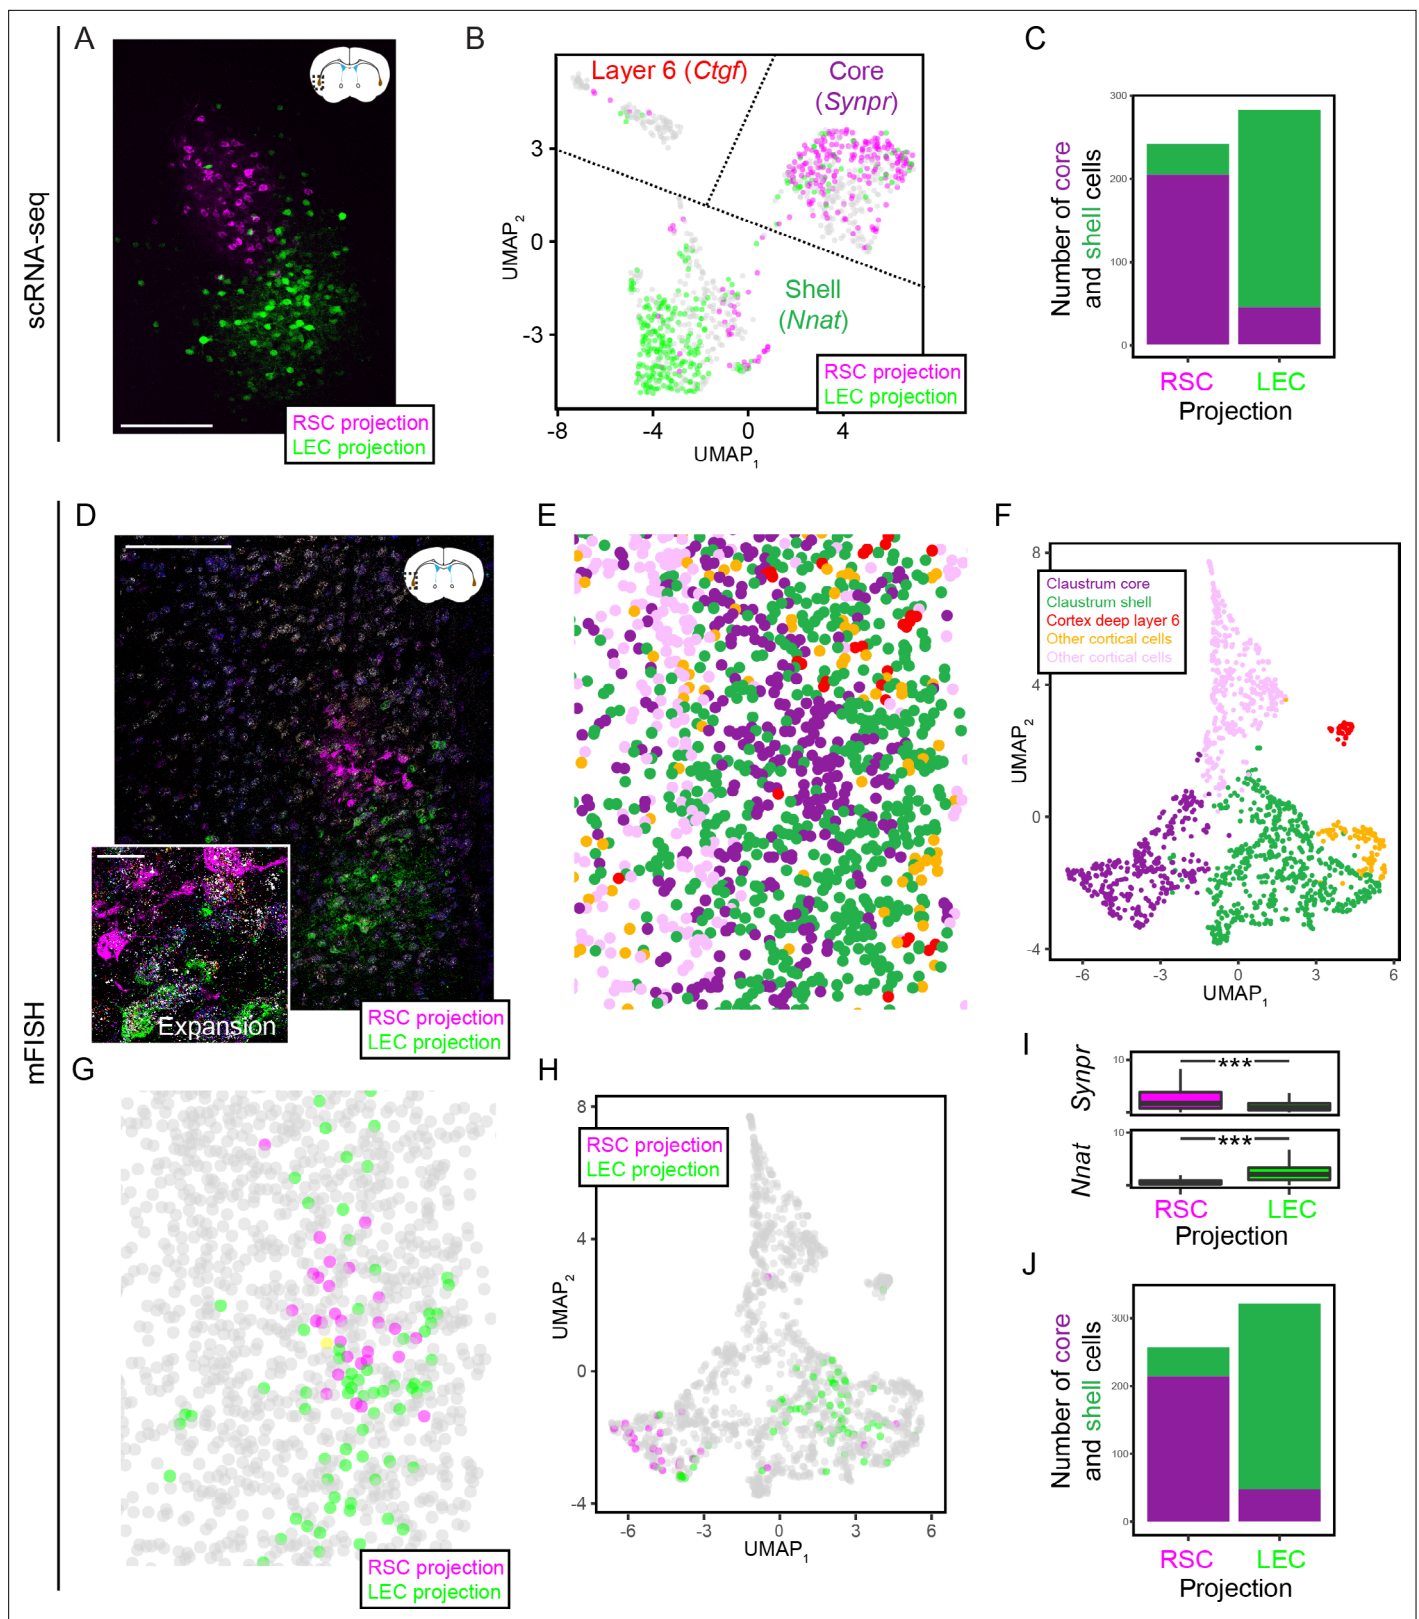 scRNA-seq
A
RSC projection
LEC projection
B
Layer 6 (Ctgf)
Core
(Synpr)
Shell
(Nnat)
3
0
-3
UMAP2
-8
-4
0
4
UMAP1
RSC projection
LEC projection
C
300
200
100
0
Number of core
and shell cells
RSC
LEC
Projection
mFISH
D
Expansion
RSC projection
LEC projection
E
F
8
4
0
-4
UMAP2
Claustrum core
Claustrum shell
Cortex deep layer 6
Other cortical cells
Other cortical cells
-6
-3
0
3
6
UMAP1
G
RSC projection
LEC projection
H
8
4
0
-4
UMAP2
RSC projection
LEC projection
-6
-3
0
3
6
UMAP1
I
Synpr
10
***
Nnat
10
***
RSC
LEC
Projection
J
300
200
100
0
Number of core
and shell cells
RSC
LEC
Projection